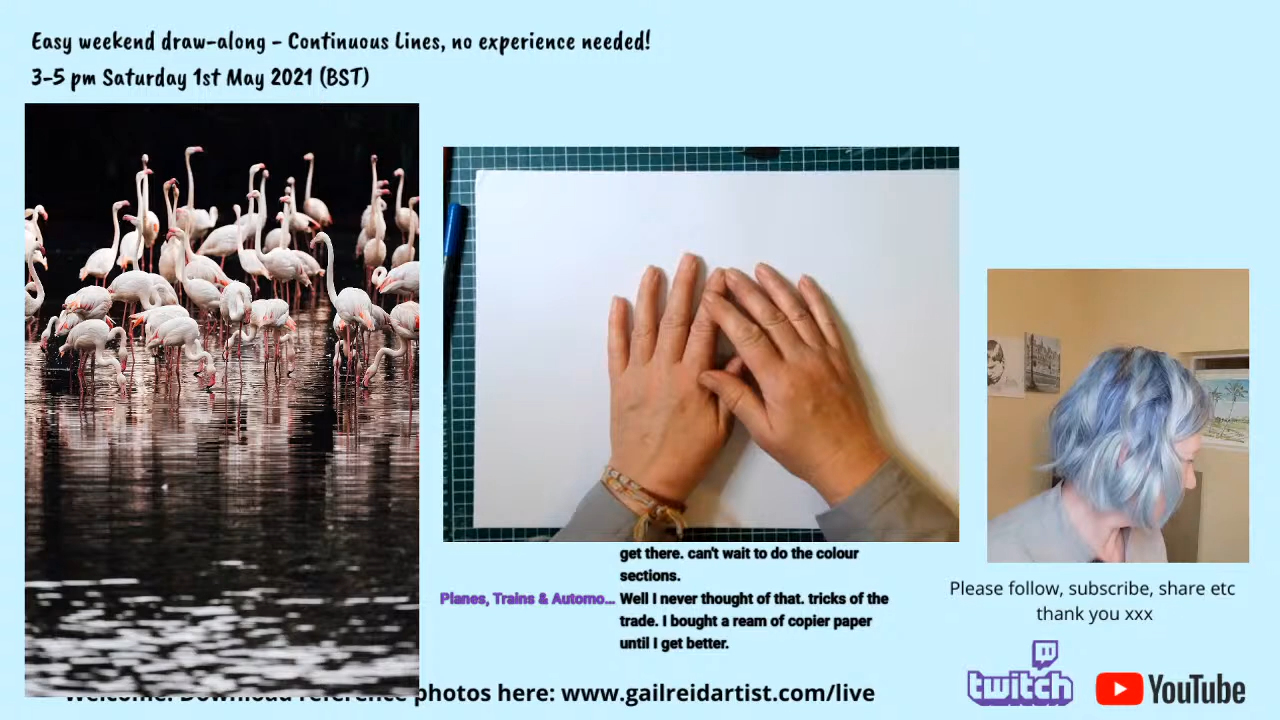 Easy weekend draw-along - Continuous Lines, no experience needed!
3-5 pm Saturday 1st May 2021 (BST)
get there. can't wait to do the colour
sections.
Planes, Trains & Automo... Well I never thought of that. tricks of the
trade. I bought a ream of copier paper
until I get better.
Please follow, subscribe, share etc
thank you xxx
Welcome! Download reference photos here: www.gailreidartist.com/live
twitch
YouTube